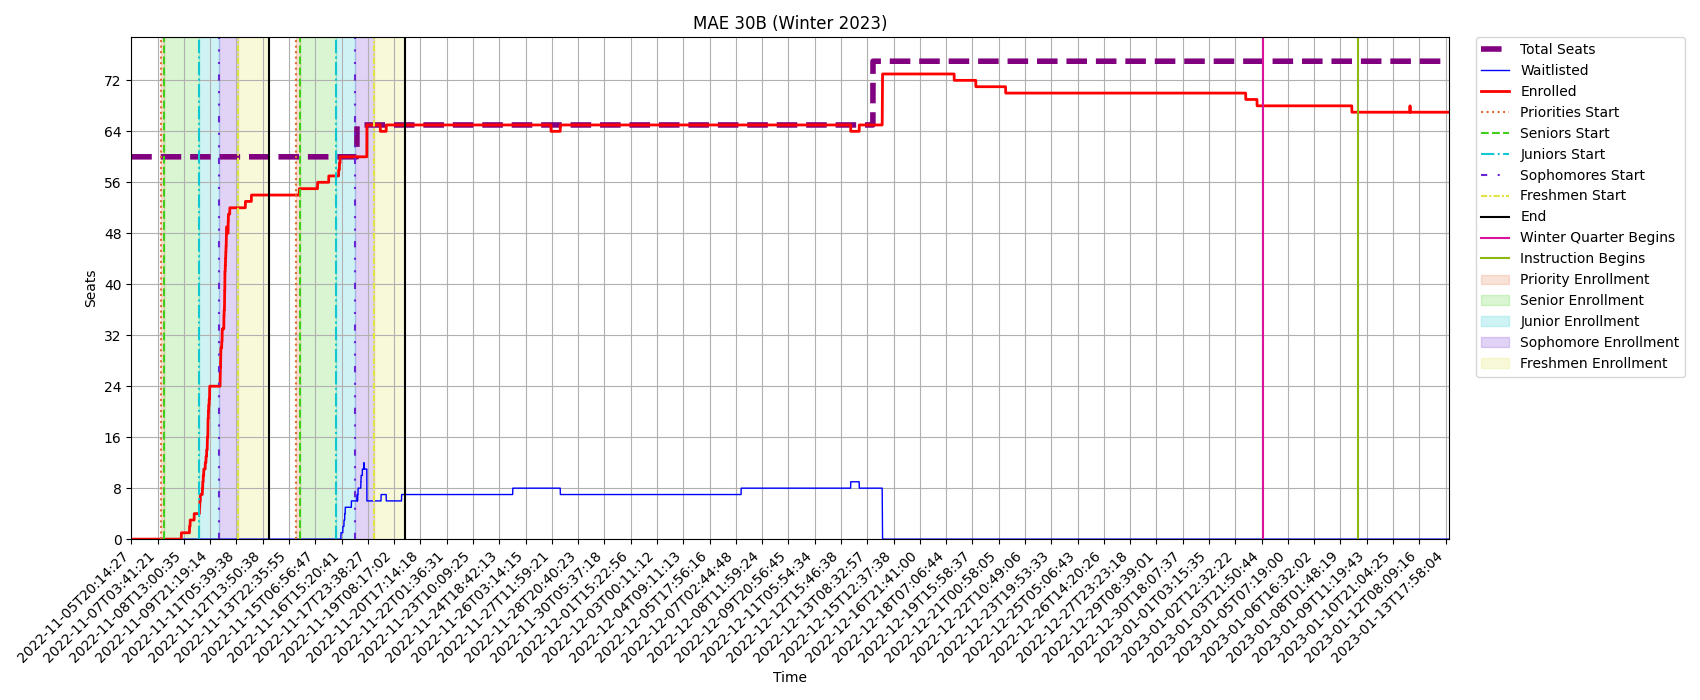 MAE 30B (Winter 2023)
Seats
72
64
56
48
40
32
24
16
8
0
2022-11-05T20:14:27
2022-11-07T03:41:21
2022-11-08T13:00:35
2022-11-09T21:19:14
2022-11-11T05:39:38
2022-11-12T13:50:38
2022-11-13T22:35:55
2022-11-15T06:56:47
2022-11-16T15:20:41
2022-11-17T23:38:27
2022-11-19T08:17:02
2022-11-20T17:14:18
2022-11-22T01:36:31
2022-11-23T10:09:25
2022-11-24T18:42:13
2022-11-26T03:14:15
2022-11-27T11:59:21
2022-11-28T20:40:23
2022-11-30T05:37:18
2022-12-01T15:22:56
2022-12-03T00:11:12
2022-12-04T09:11:13
2022-12-05T17:56:16
2022-12-07T02:44:48
2022-12-08T11:59:24
2022-12-09T20:56:45
2022-12-11T05:54:34
2022-12-12T15:46:38
2022-12-13T08:32:57
2022-12-15T12:37:38
2022-12-16T21:41:00
2022-12-18T07:06:44
2022-12-19T15:58:37
2022-12-21T00:58:05
2022-12-22T10:49:06
2022-12-23T19:53:33
2022-12-25T05:06:43
2022-12-26T14:20:26
2022-12-27T23:23:18
2022-12-29T08:39:01
2022-12-30T18:07:37
2023-01-01T03:15:35
2023-01-02T12:32:22
2023-01-03T21:50:44
2023-01-05T07:19:00
2023-01-06T16:32:02
2023-01-08T01:48:19
2023-01-09T11:19:43
2023-01-10T21:04:25
2023-01-12T08:09:16
2023-01-13T17:58:04
Time
Total Seats
Waitlisted
Enrolled
Priorities Start
Seniors Start
Juniors Start
Sophomores Start
Freshmen Start
End
Winter Quarter Begins
Instruction Begins
Priority Enrollment
Senior Enrollment
Junior Enrollment
Sophomore Enrollment
Freshmen Enrollment